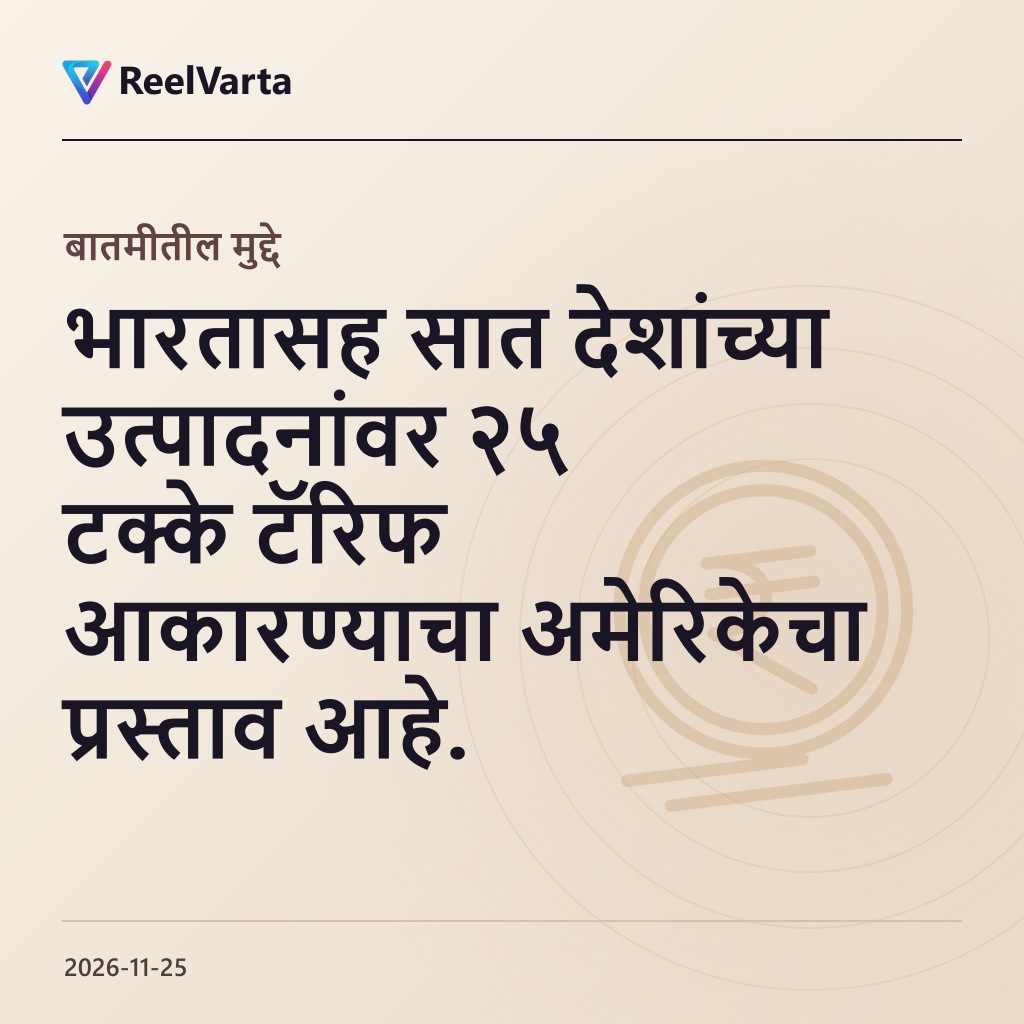 ReelVarta
बातमीतील मुद्दे
भारतासह सात देशांच्या
उत्पादनांवर २५
टक्के टॅरिफ
आकारण्याचा अमेरिकेचा
प्रस्ताव आहे.
2026-11-25